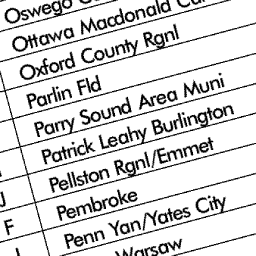 Oswego
Ottawa Macdonald
Oxford County Rgnl
Parlin Fld
Parry Sound Area Muni
Patrick Leahy Burlington
J Pellston Rgnl/Emmet
F Pembroke
Penn Yan/Yates City
Warsaw